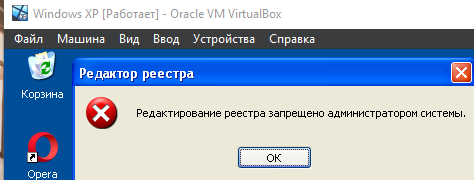 Windows XP [Работает] - Oracle VM VirtualBox
Файл Машина Вид Ввод Устройства Справка
Редактор реестра
Корзина
Редактирование реестра запрещено администратором системы.
OK
Opera